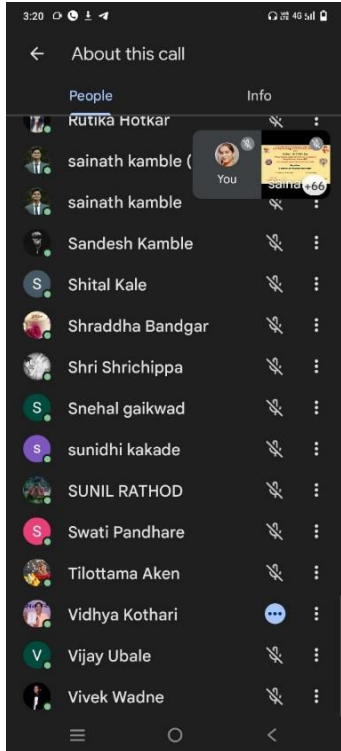 3:20
4G
About this call
People
Info
Rutika Hotkar
sainath kamble (
You
+66
sainath kamble
Sandesh Kamble
S
Shital Kale
Shraddha Bandgar
Shri Shrichippa
S
Snehal gaikwad
s
sunidhi kakade
SUNIL RATHOD
S
Swati Pandhare
Tilottama Aken
Vidhya Kothari
V
Vijay Ubale
Vivek Wadne